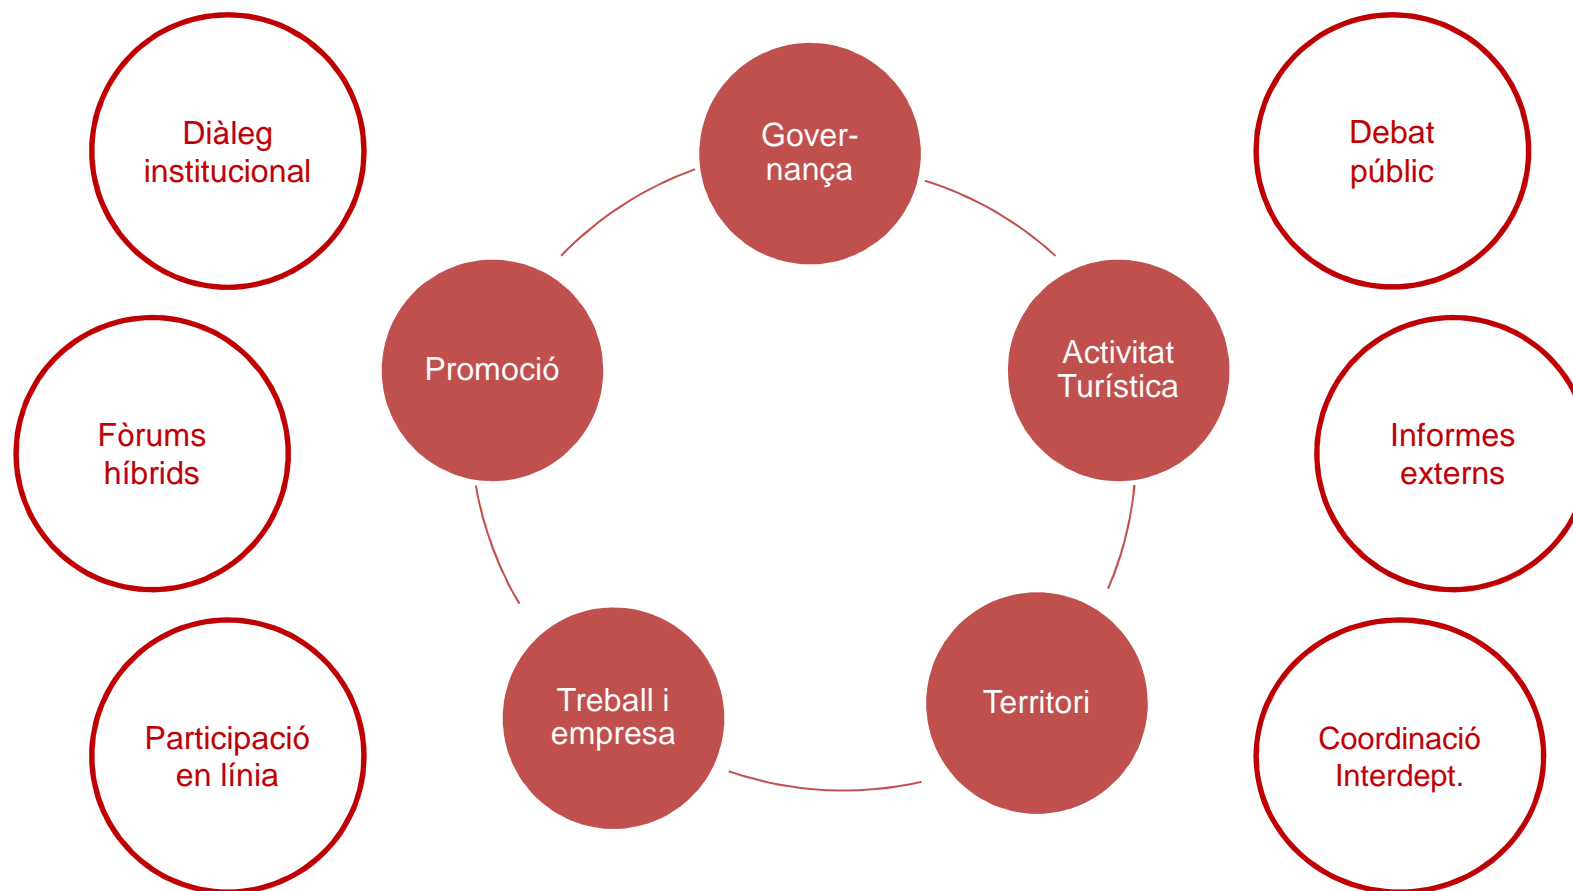 Diàleg
institucional
Gover-
nança
Debat
públic
Promoció
Activitat
Turística
Fòrums
híbrids
Informes
externs
Treball i
empresa
Territori
Participació
en línia
Coordinació
Interdept.